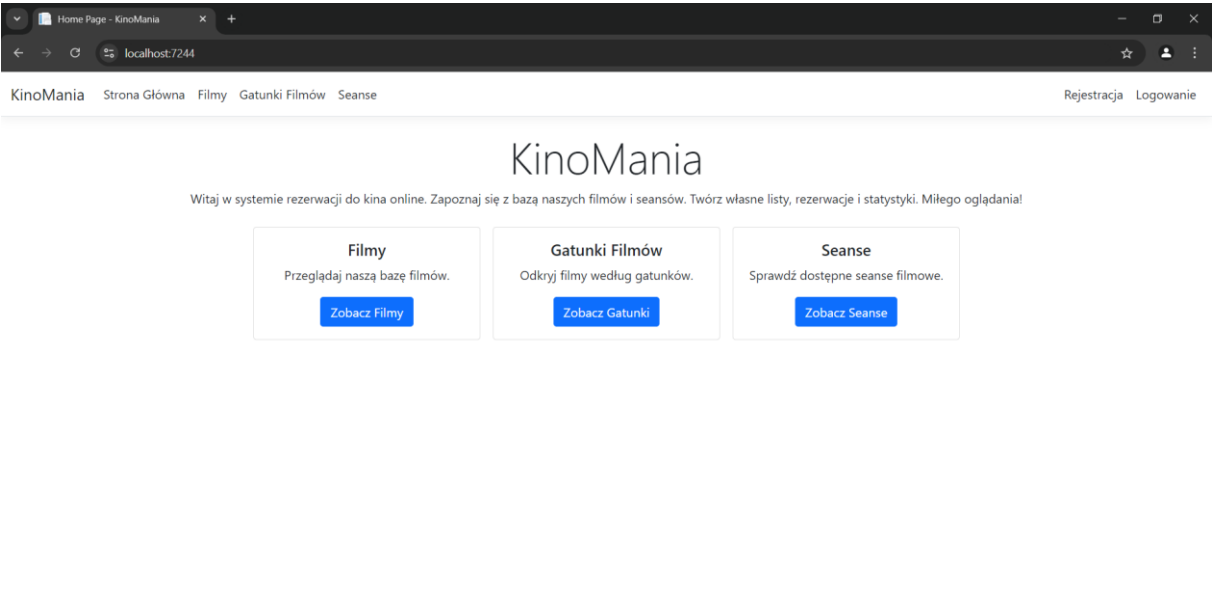 Home Page - KinoMania
localhost:7244
KinoMania Strona Główna Filmy Gatunki Filmów Seanse Rejestracja Logowanie
KinoMania
Witaj w systemie rezerwacji do kina online. Zapoznaj się z bazą naszych filmów i seansów. Twórz własne listy, rezerwacje i statystyki. Miłego oglądania!
Filmy
Przeglądaj naszą bazę filmów.
Zobacz Filmy
Gatunki Filmów
Odkryj filmy według gatunków.
Zobacz Gatunki
Seanse
Sprawdź dostępne seanse filmowe.
Zobacz Seanse